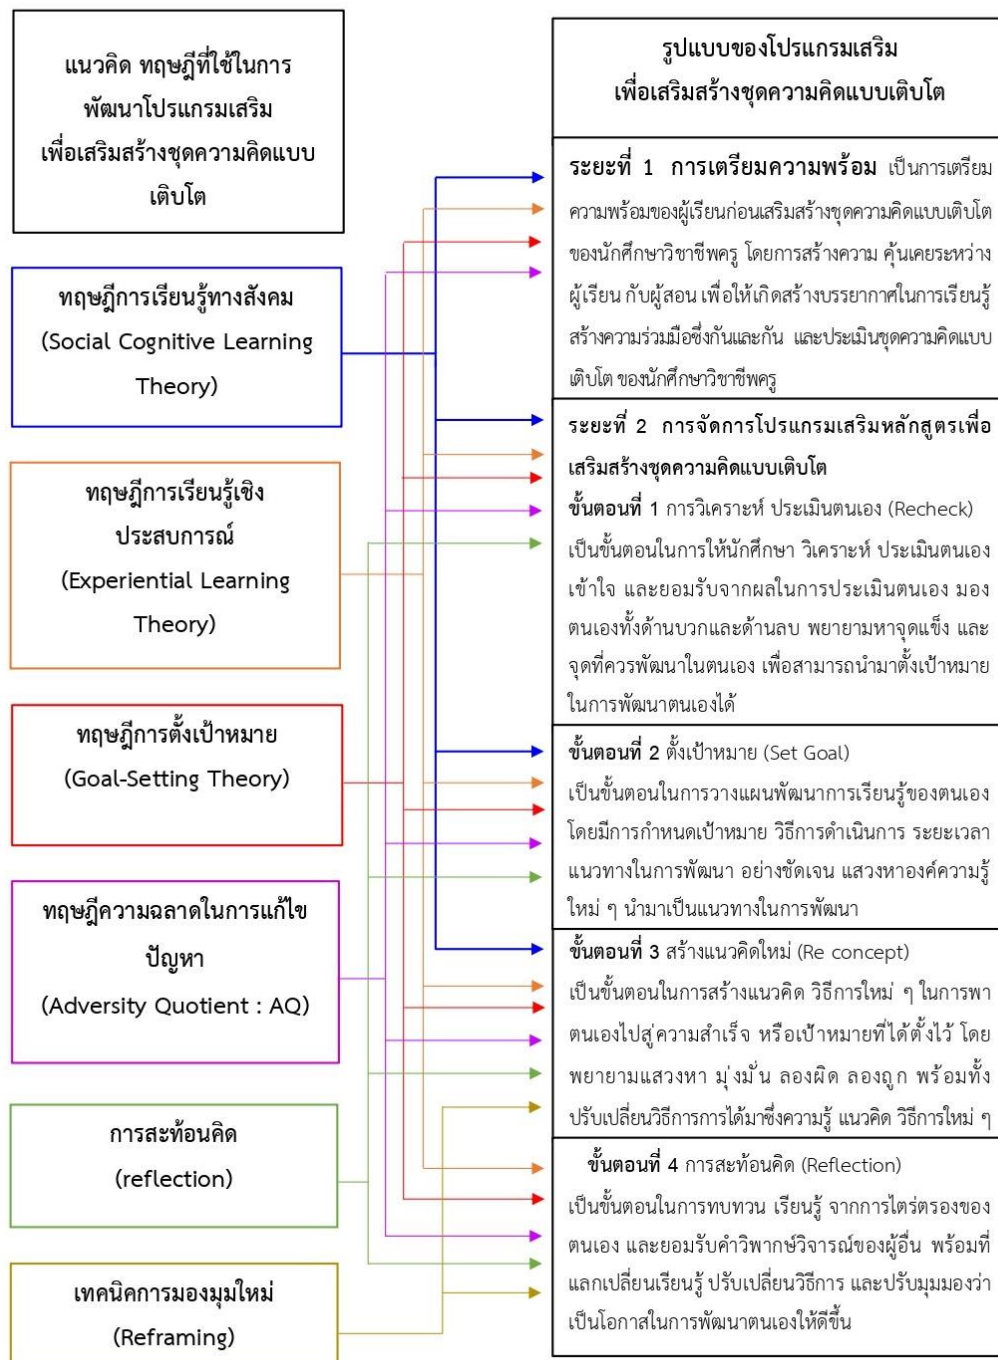 แนวคิด ทฤษฎีที่ใช้ในการ
พัฒนาโปรแกรมเสริม
เพื่อเสริมสร้างชุดความคิดแบบ
เติบโต
ทฤษฎีการเรียนรู้ทางสังคม
(Social Cognitive Learning
Theory)
ทฤษฎีการเรียนรู้เชิง
ประสบการณ์
(Experiential Learning
Theory)
ทฤษฎีการตั้งเป้าหมาย
(Goal-Setting Theory)
ทฤษฎีความฉลาดในการแก้ไข
ปัญหา
(Adversity Quotient : AQ)
การสะท้อนคิด
(reflection)
เทคนิคการมองมุมใหม่
(Reframing)
รูปแบบของโปรแกรมเสริม
เพื่อเสริมสร้างชุดความคิดแบบเติบโต
ระยะที่ 1 การเตรียมความพร้อม เป็นการเตรียม
ความพร้อมของผู้เรียนก่อนเสริมสร้างชุดความคิดแบบเติบโต
ของนักศึกษาวิชาชีพครู โดยการสร้างความ คุ้นเคยระหว่าง
ผู้เรียน กับผู้สอน เพื่อให้เกิดสร้างบรรยากาศในการเรียนรู้
สร้างความร่วมมือซึ่งกันและกัน และประเมินชุดความคิดแบบ
เติบโต ของนักศึกษาวิชาชีพครู
ระยะที่ 2 การจัดการโปรแกรมเสริมหลักสูตรเพื่อ
เสริมสร้างชุดความคิดแบบเติบโต
ขั้นตอนที่ 1 การวิเคราะห์ ประเมินตนเอง (Recheck)
เป็นขั้นตอนในการให้นักศึกษา วิเคราะห์ ประเมินตนเอง
เข้าใจ และยอมรับจากผลในการประเมินตนเอง มอง
ตนเองทั้งด้านบวกและด้านลบ พยายามหาจุดแข็ง และ
จุดที่ควรพัฒนาในตนเอง เพื่อสามารถนำมาตั้งเป้าหมาย
ในการพัฒนาตนเองได้
ขั้นตอนที่ 2 ตั้งเป้าหมาย (Set Goal)
เป็นขั้นตอนในการวางแผนพัฒนาการเรียนรู้ของตนเอง
โดยมีการกำหนดเป้าหมาย วิธีการดำเนินการ ระยะเวลา
แนวทางในการพัฒนา อย่างชัดเจน แสวงหาองค์ความรู้
ใหม่ ๆ นำมาเป็นแนวทางในการพัฒนา
ขั้นตอนที่ 3 สร้างแนวคิดใหม่ (Re concept)
เป็นขั้นตอนในการสร้างแนวคิด วิธีการใหม่ ๆ ในการพา
ตนเองไปสู่ความสำเร็จ หรือเป้าหมายที่ได้ตั้งไว้ โดย
พยายามแสวงหา มุ่งมั่น ลองผิด ลองถูก พร้อมทั้ง
ปรับเปลี่ยนวิธีการการได้มาซึ่งความรู้ แนวคิด วิธีการใหม่ ๆ
ขั้นตอนที่ 4 การสะท้อนคิด (Reflection)
เป็นขั้นตอนในการทบทวน เรียนรู้ จากการไตร่ตรองของ
ตนเอง และยอมรับคำวิพากษ์วิจารณ์ของผู้อื่น พร้อมที่
แลกเปลี่ยนเรียนรู้ ปรับเปลี่ยนวิธีการ และปรับมุมมองว่า
เป็นโอกาสในการพัฒนาตนเองให้ดีขึ้น